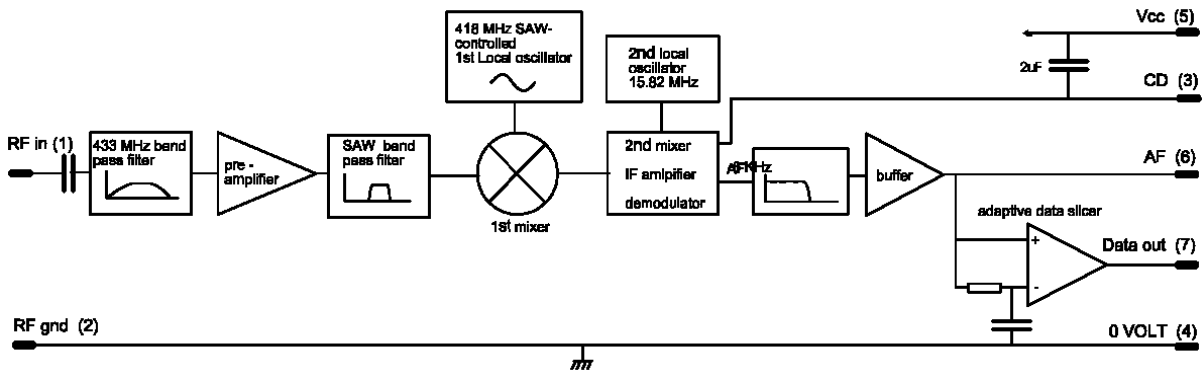 418 MHz SAW-
controlled
1st Local oscillator
2nd local
oscillator
15.82 MHz
Vcc (5)
2uF
CD (3)
RF in (1)
433 MHz band
pass filter
pre -
amplifier
SAW band
pass filter
1st mixer
2nd mixer
IF amlpifier
demodulator
AF
buffer
AF (6)
adaptive data slicer
+
-
Data out (7)
RF gnd (2)
0 VOLT (4)